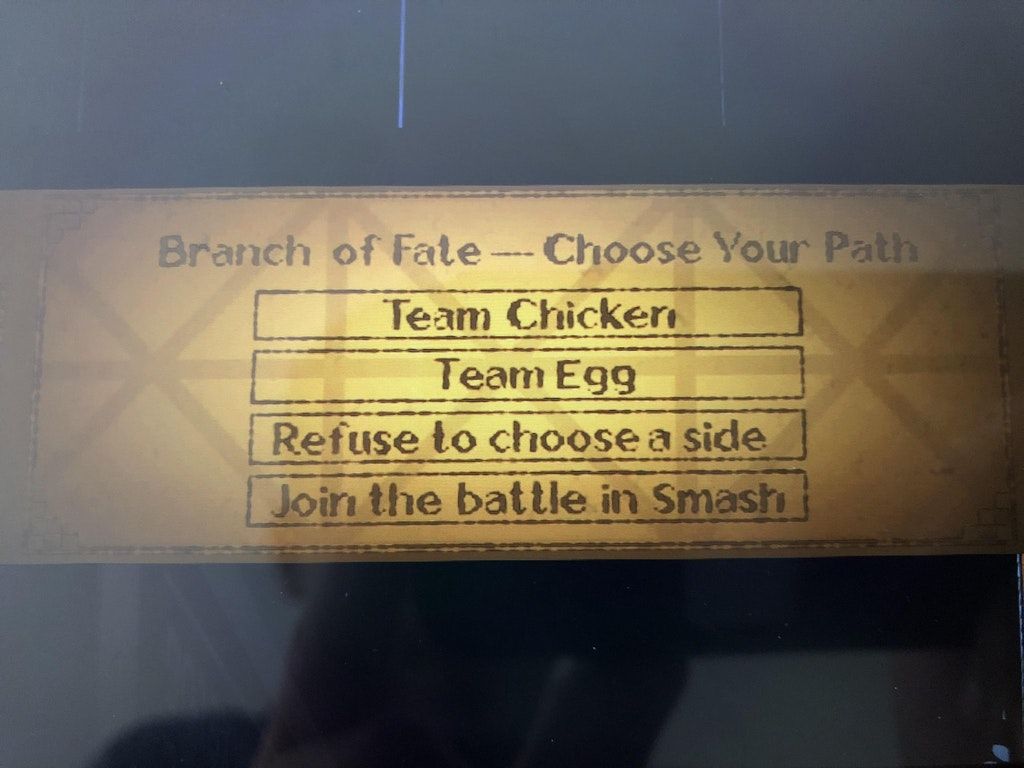 Branch of Fate — Choose Your Path
Team Chicken
Team Egg
Refuse to choose a side
Join the battle in Smash